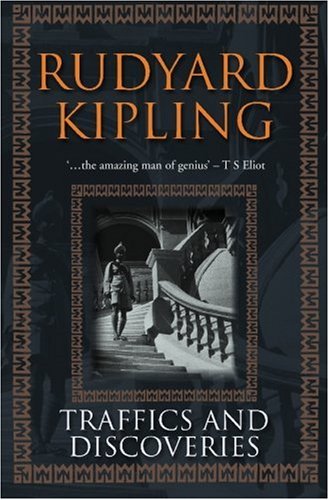 RUDYARD
KIPLING
‘...the amazing man of genius’ – T S Eliot
TRAFFICS AND
DISCOVERIES